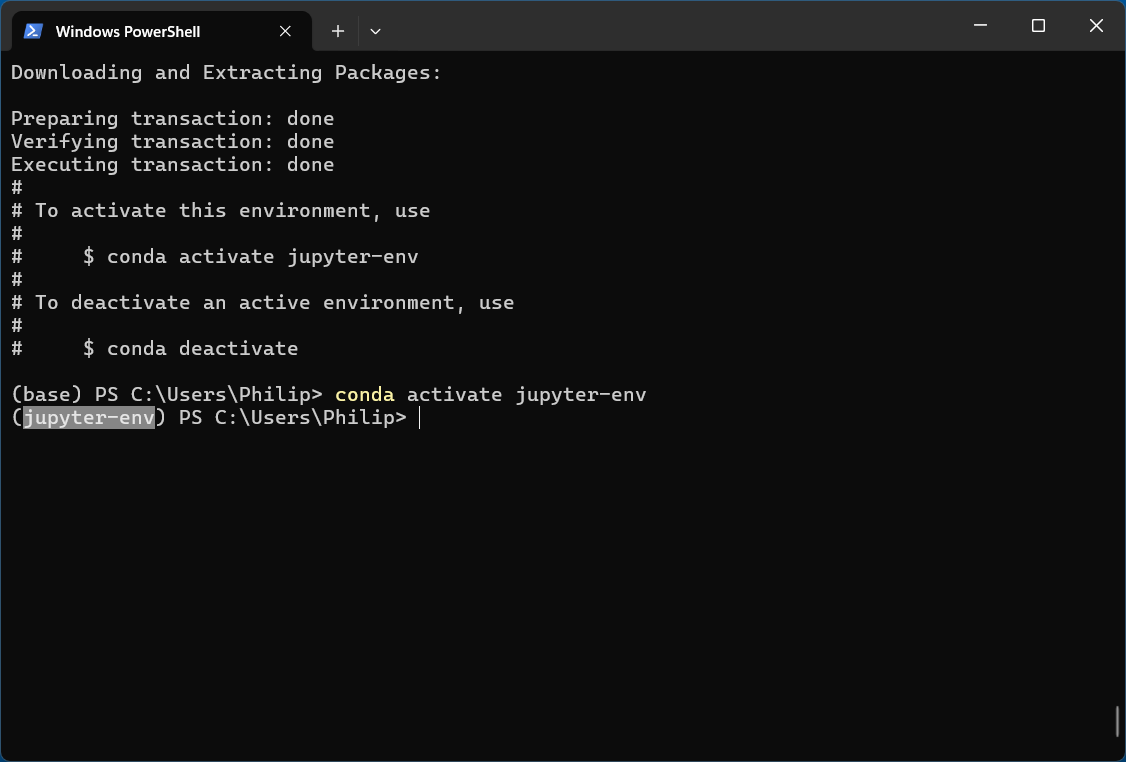 Windows PowerShell
Downloading and Extracting Packages:
Preparing transaction: done
Verifying transaction: done
Executing transaction: done
#
# To activate this environment, use
#
#     $ conda activate jupyter-env
#
# To deactivate an active environment, use
#
#     $ conda deactivate
(base) PS C:\Users\Philip> conda activate jupyter-env
(jupyter-env) PS C:\Users\Philip>